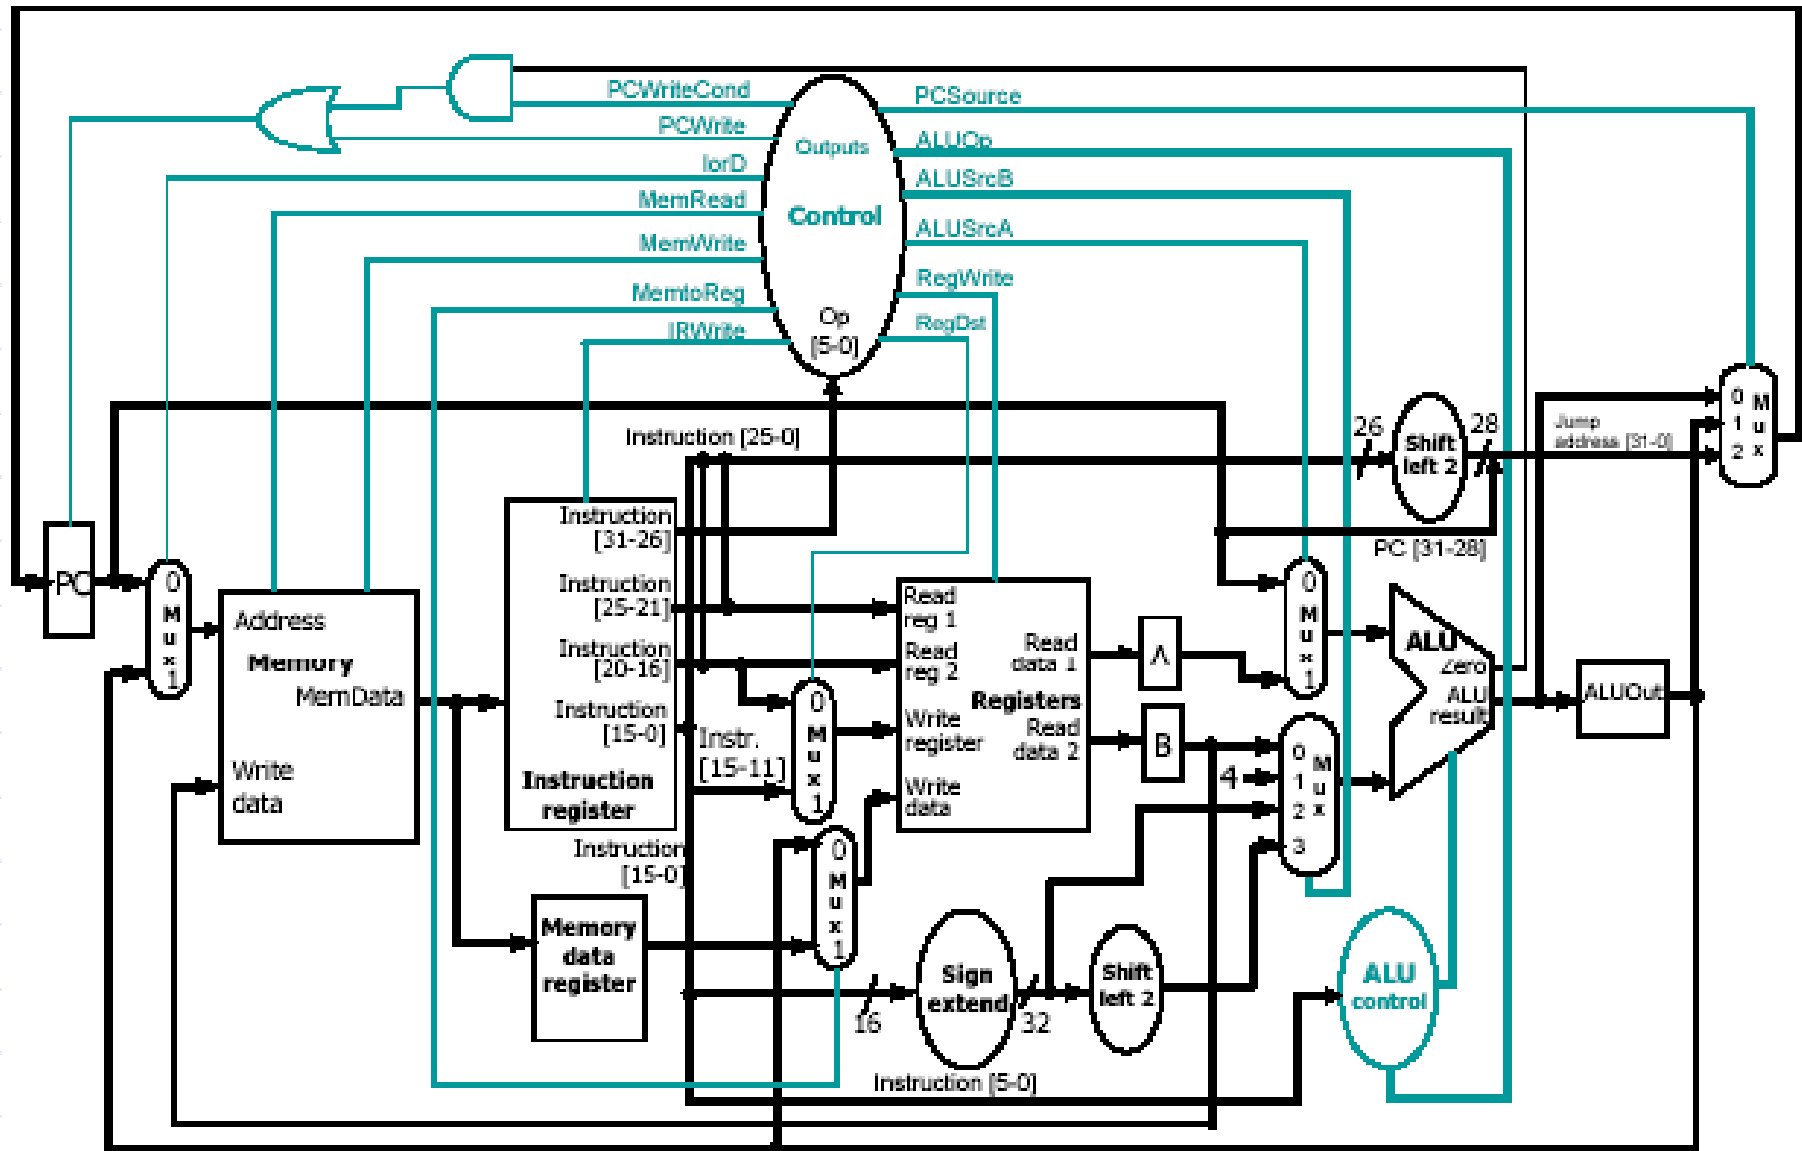 PCWriteCond
PCWrite
IorD
MemRead
MemWrite
MemtoReg
IRWrite
Outputs
Control
Op
[5-0]
PCSource
ALUOp
ALUSrcB
ALUSrcA
RegWrite
RegDst
Instruction [25-0]
26
Shift
left 2
28
Jump
address [31-0]
0
1
2
M
u
x
PC [31-28]
PC
0
M
u
x
1
Address
Memory
MemData
Write
data
Instruction
[31-26]
Instruction
[25-21]
Instruction
[20-16]
Instruction
[15-0]
Instruction
register
Instruction
[15-0]
Instr.
[15-11]
0
M
u
x
1
Memory
data
register
0
M
u
x
1
Read
reg 1
Read
reg 2
Write
register
Write
data
Registers
Read
data 1
Read
data 2
A
B
4
0
M
u
x
1
0
1
2
3
M
u
x
ALU
Zero
ALU
result
ALUOut
16
Sign
extend
32
Shift
left 2
ALU
control
Instruction [5-0]